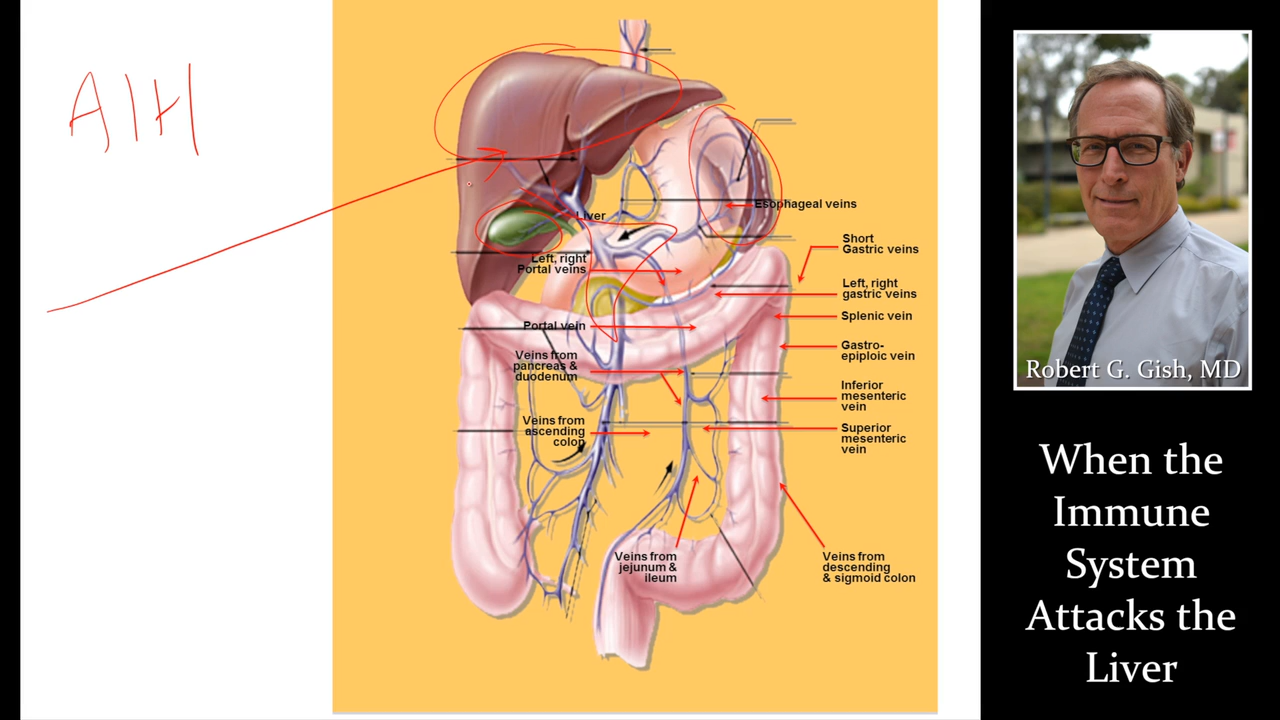 AIH
Esophageal veins
Liver
Short
Gastric veins
Left, right
Portal veins
Left, right
gastric veins
Splenic vein
Portal vein
Gastro-
epiploic vein
Veins from
pancreas &
duodenum
Inferior
mesenteric
vein
Veins from
ascending
colon
Superior
mesenteric
vein
Veins from
jejunum &
ileum
Veins from
descending
& sigmoid colon
Robert G. Gish, MD
When the
Immune
System
Attacks the
Liver